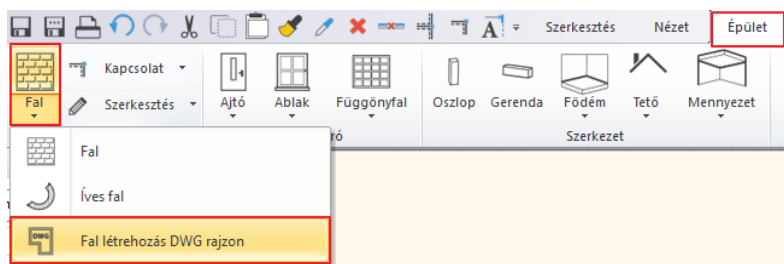 Szerkesztés Nézet Épület
Kapcsolat
Szerkesztés
Fal Ajtó Ablak Függönyfal Oszlop Gerenda Födém Tető Mennyezet
ró Szerkezet
Fal
Íves fal
DWG Fal létrehozás DWG rajzon